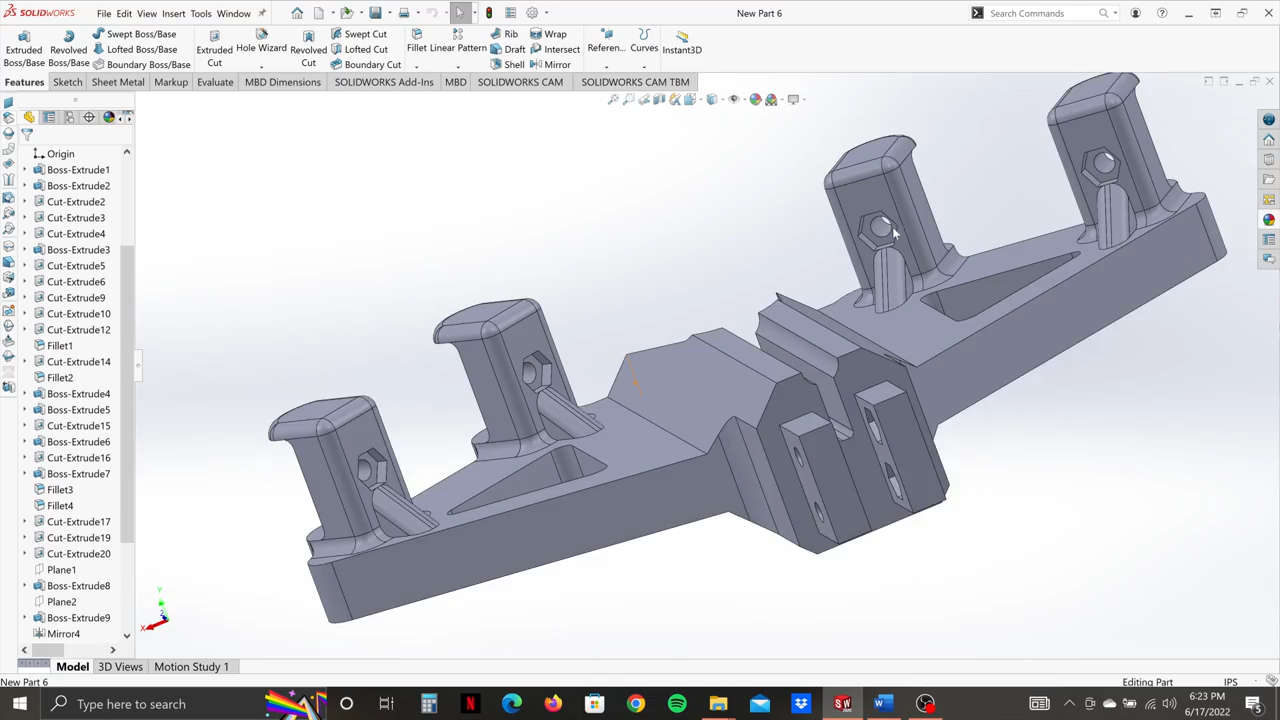 SOLIDWORKS File Edit View Insert Tools Window New Part 6 Search Commands
Extruded Boss/Base Revolved Boss/Base Swept Boss/Base Lofted Boss/Base Boundary Boss/Base Extruded Cut Hole Wizard Revolved Cut Swept Cut Lofted Cut Boundary Cut Fillet Linear Pattern Rib Draft Shell Wrap Intersect Mirror Referen... Curves Instant3D
Features Sketch Sheet Metal Markup Evaluate MBD Dimensions SOLIDWORKS Add-Ins MBD SOLIDWORKS CAM SOLIDWORKS CAM TBM
Origin
Boss-Extrude1
Boss-Extrude2
Cut-Extrude2
Cut-Extrude3
Cut-Extrude4
Boss-Extrude3
Cut-Extrude5
Cut-Extrude6
Cut-Extrude9
Cut-Extrude10
Cut-Extrude12
Fillet1
Cut-Extrude14
Fillet2
Boss-Extrude4
Boss-Extrude5
Cut-Extrude15
Boss-Extrude6
Cut-Extrude16
Boss-Extrude7
Fillet3
Fillet4
Cut-Extrude17
Cut-Extrude19
Cut-Extrude20
Plane1
Boss-Extrude8
Plane2
Boss-Extrude9
Mirror4
Y
Z
X
Model 3D Views Motion Study 1
New Part 6 Editing Part IPS
Type here to search
6:23 PM
6/17/2022
5